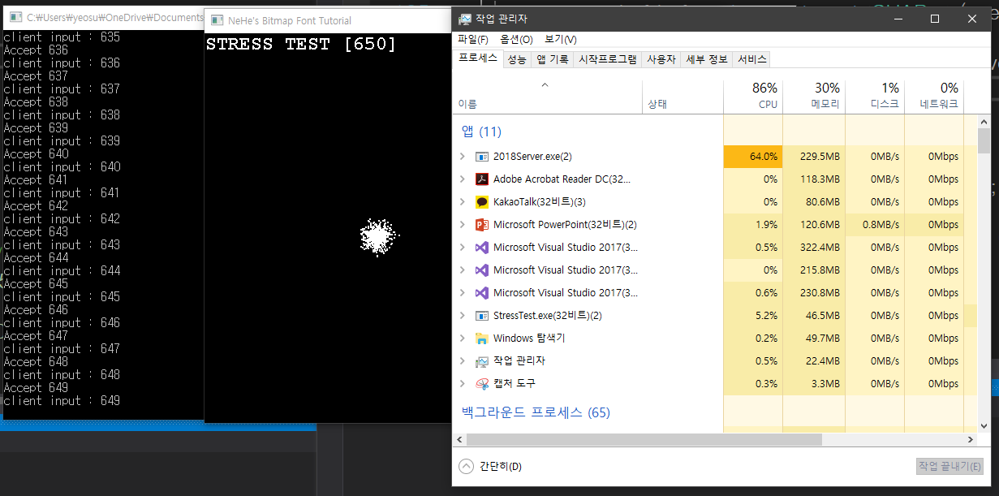 C:₩Users₩yeosu₩OneDrive₩Documents
client input : 635
Accept 636
client input : 636
Accept 637
client input : 637
Accept 638
client input : 638
Accept 639
client input : 639
Accept 640
client input : 640
Accept 641
client input : 641
Accept 642
client input : 642
Accept 643
client input : 643
Accept 644
client input : 644
Accept 645
client input : 645
Accept 646
client input : 646
Accept 647
client input : 647
Accept 648
client input : 648
Accept 649
client input : 649
NeHe's Bitmap Font Tutorial
STRESS TEST [650]
작업 관리자
파일(F) 옵션(O) 보기(V)
프로세스 성능 앱 기록 시작프로그램 사용자 세부 정보 서비스
86% 30% 1% 0%
이름 상태 CPU 메모리 디스크 네트워크
앱 (11)
2018Server.exe(2) 64.0% 229.5MB 0MB/s 0Mbps
Adobe Acrobat Reader DC(32... 0% 118.3MB 0MB/s 0Mbps
KakaoTalk(32비트)(3) 0% 80.6MB 0MB/s 0Mbps
Microsoft PowerPoint(32비트)(2) 1.9% 120.6MB 0.8MB/s 0Mbps
Microsoft Visual Studio 2017(3... 0.5% 322.4MB 0MB/s 0Mbps
Microsoft Visual Studio 2017(3... 0% 215.8MB 0MB/s 0Mbps
Microsoft Visual Studio 2017(3... 0.6% 230.8MB 0MB/s 0Mbps
StressTest.exe(32비트)(2) 5.2% 46.5MB 0MB/s 0Mbps
Windows 탐색기 0.2% 49.7MB 0MB/s 0Mbps
작업 관리자 0.5% 22.4MB 0MB/s 0Mbps
캡처 도구 0.3% 3.3MB 0MB/s 0Mbps
백그라운드 프로세스 (65)
간단히(D)
작업 끝내기(E)